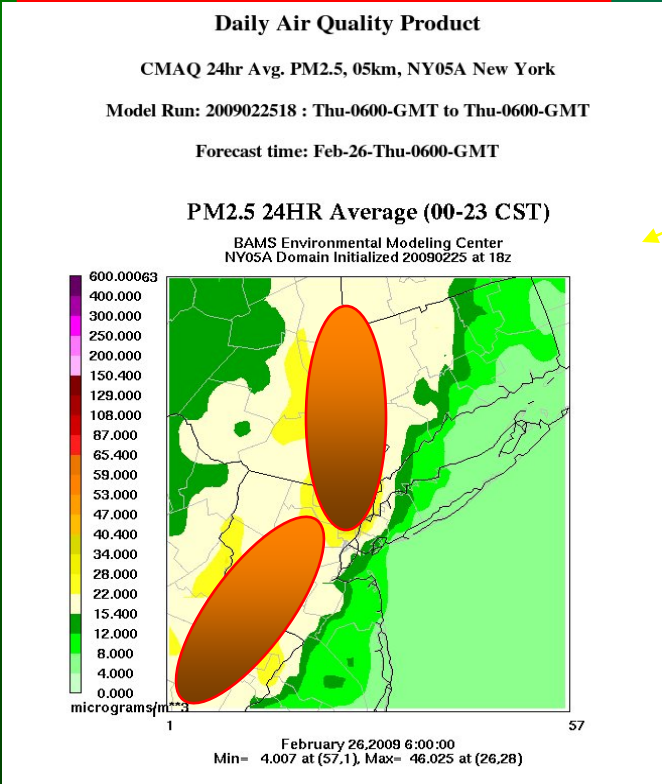 Daily Air Quality Product
CMAQ 24hr Avg. PM2.5, 05km, NY05A New York
Model Run: 2009022518 : Thu-0600-GMT to Thu-0600-GMT
Forecast time: Feb-26-Thu-0600-GMT
PM2.5 24HR Average (00-23 CST)
BAMS Environmental Modeling Center
NY05A Domain Initialized 20090225 at 18z
600.000
63
400.000
300.000
250.000
200.000
150.400
129.000
108.000
87.000
65.400
59.000
53.000
47.000
40.400
34.000
28.000
22.000
15.400
12.000
8.000
4.000
0.000
micrograms/m**3
1
1
57
February 26,2009 6:00:00
Min= 4.007 at (57,1), Max= 46.025 at (26,28)